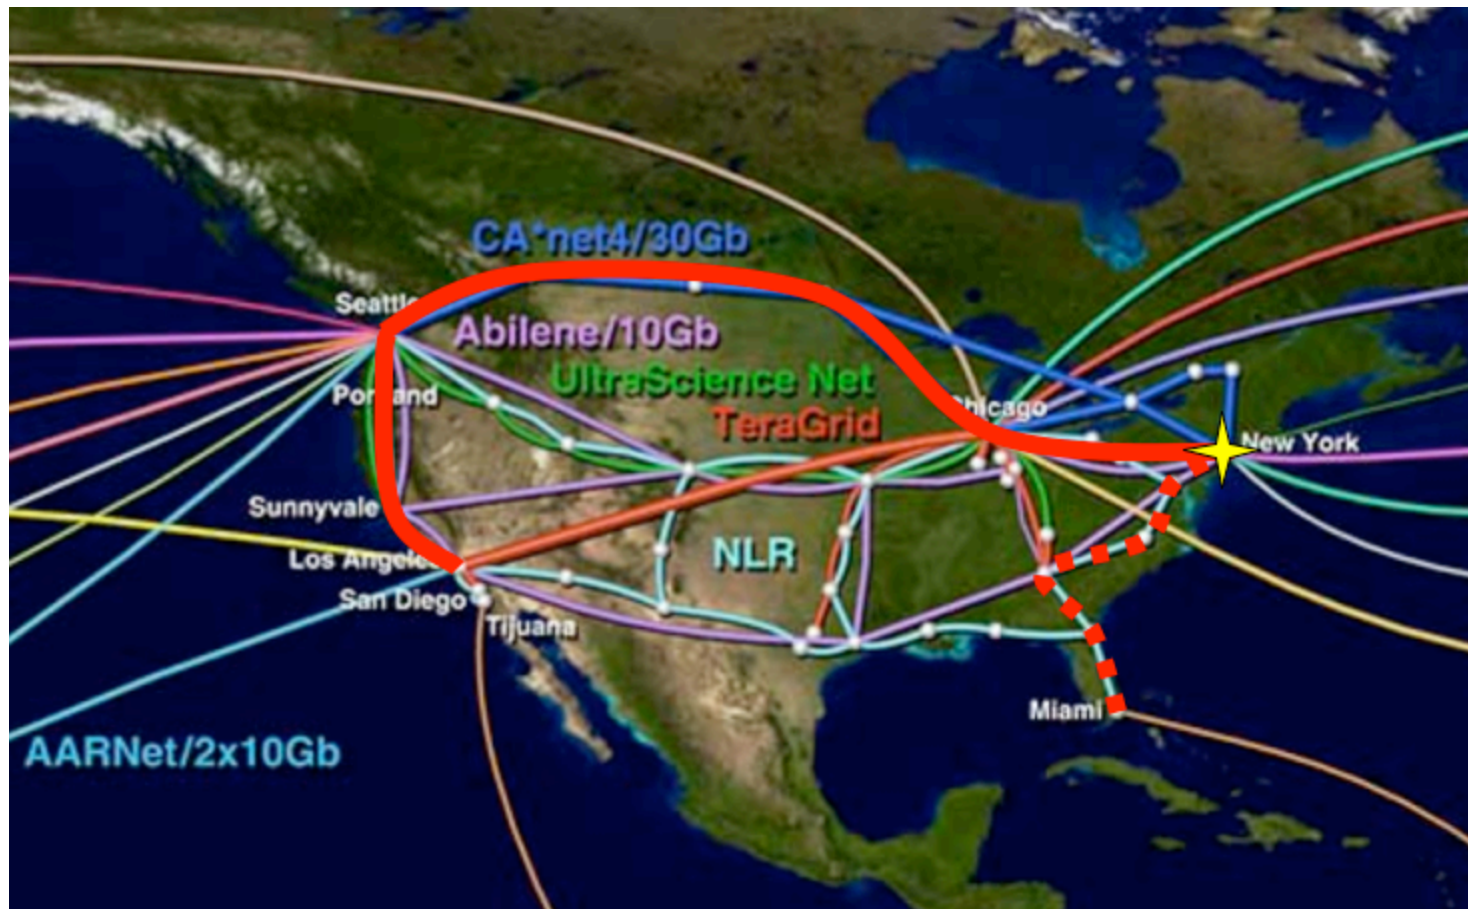 CA*net4/30Gb
Seattle
Abilene/10Gb
UltraScience Net
Portland
Chicago
TeraGrid
New York
Sunnyvale
Los Angeles
NLR
San Diego
Tijuana
Miami
AARNet/2x10Gb